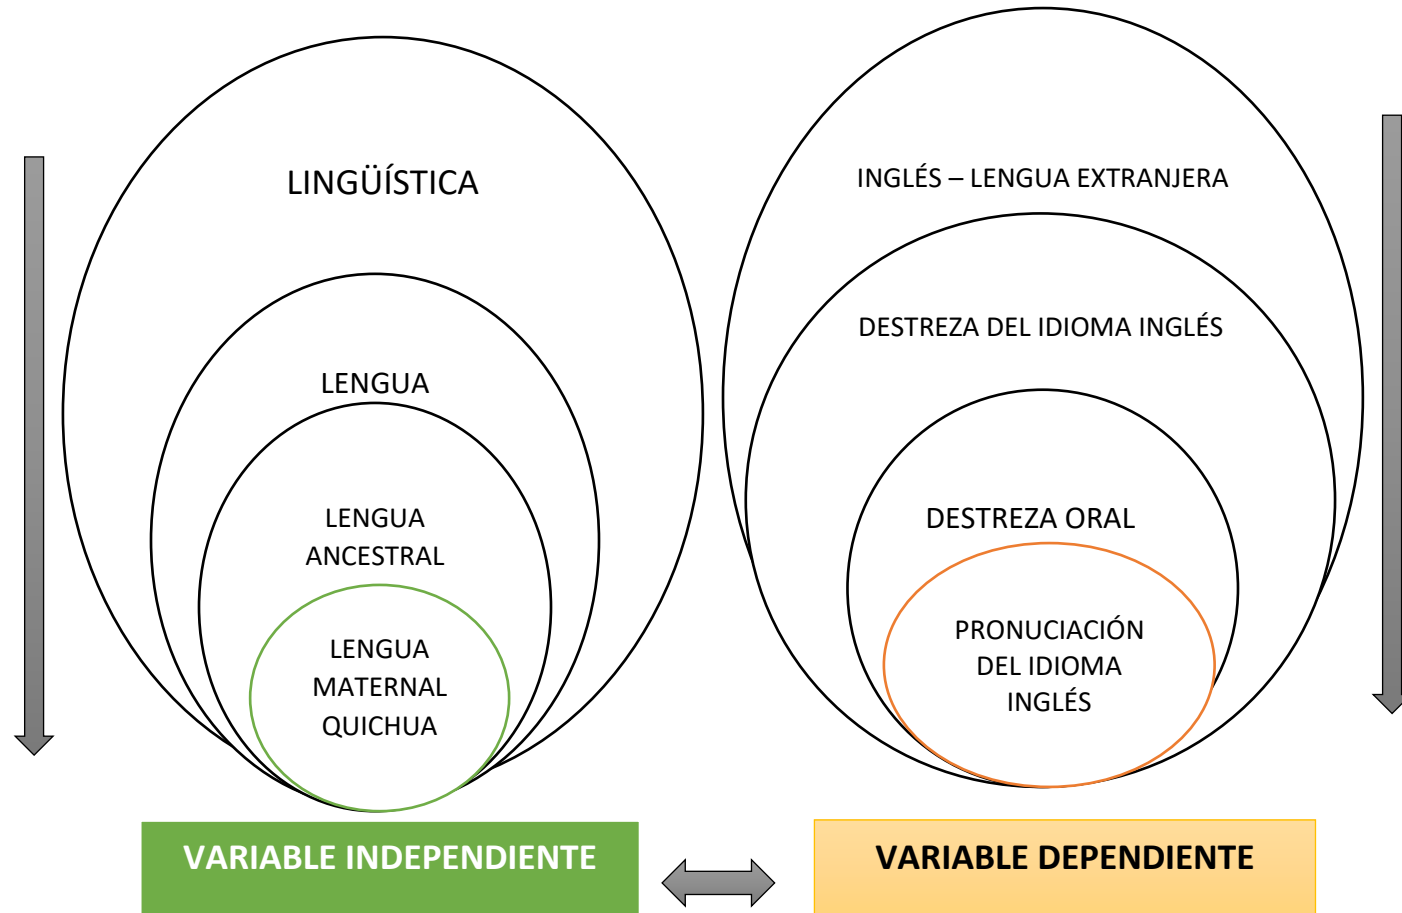 LINGÜÍSTICA
LENGUA
LENGUA
ANCESTRAL
LENGUA
MATERNAL
QUICHUA
VARIABLE INDEPENDIENTE
INGLÉS – LENGUA EXTRANJERA
DESTREZA DEL IDIOMA INGLÉS
DESTREZA ORAL
PRONUCIACIÓN
DEL IDIOMA
INGLÉS
VARIABLE DEPENDIENTE